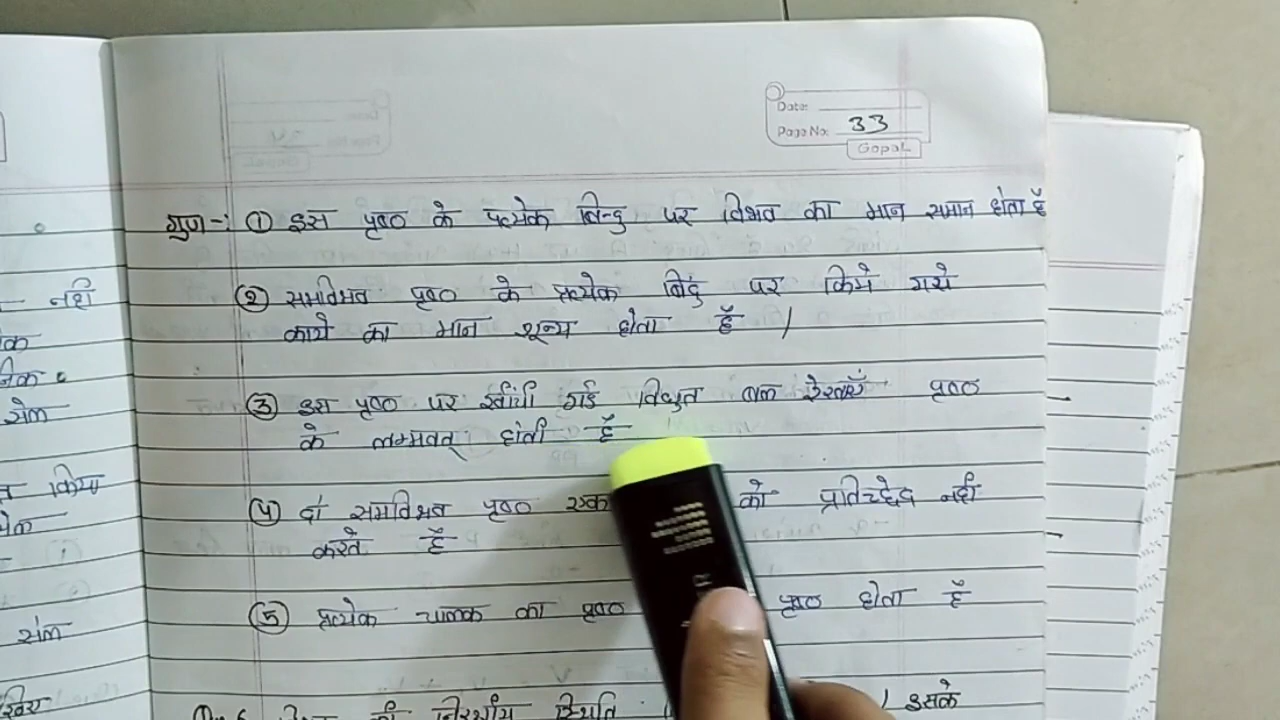 Date:
Page No: 33
Gopal
गुण -: ① इस पृष्ठ के प्रत्येक बिन्दु पर विभव का मान समान होता है
② समविभव पृष्ठ के प्रत्येक बिंदु पर किये गये
कार्य का मान शून्य होता है /
③ इस पृष्ठ पर खींची गई विद्युत बल रेखाएँ पृष्ठ
के लम्बवत् होती है
④ दो समविभव पृष्ठ एक को प्रतिच्छेद नहीं
करते है
⑤ प्रत्येक चालक का पृष्ठ पृष्ठ होता है
की स्थिति / इसके
नहीं
किया